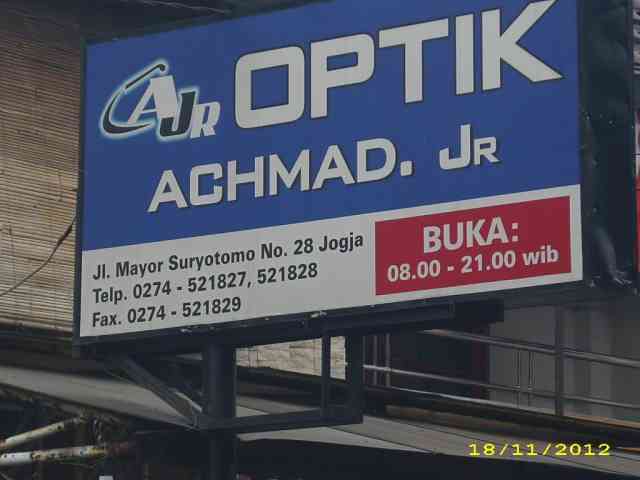 AJR OPTIK
ACHMAD. JR
Jl. Mayor Suryotomo No. 28 Jogja
Telp. 0274 - 521827, 521828
Fax. 0274 - 521829
BUKA:
08.00 - 21.00 wib
18/11/2012